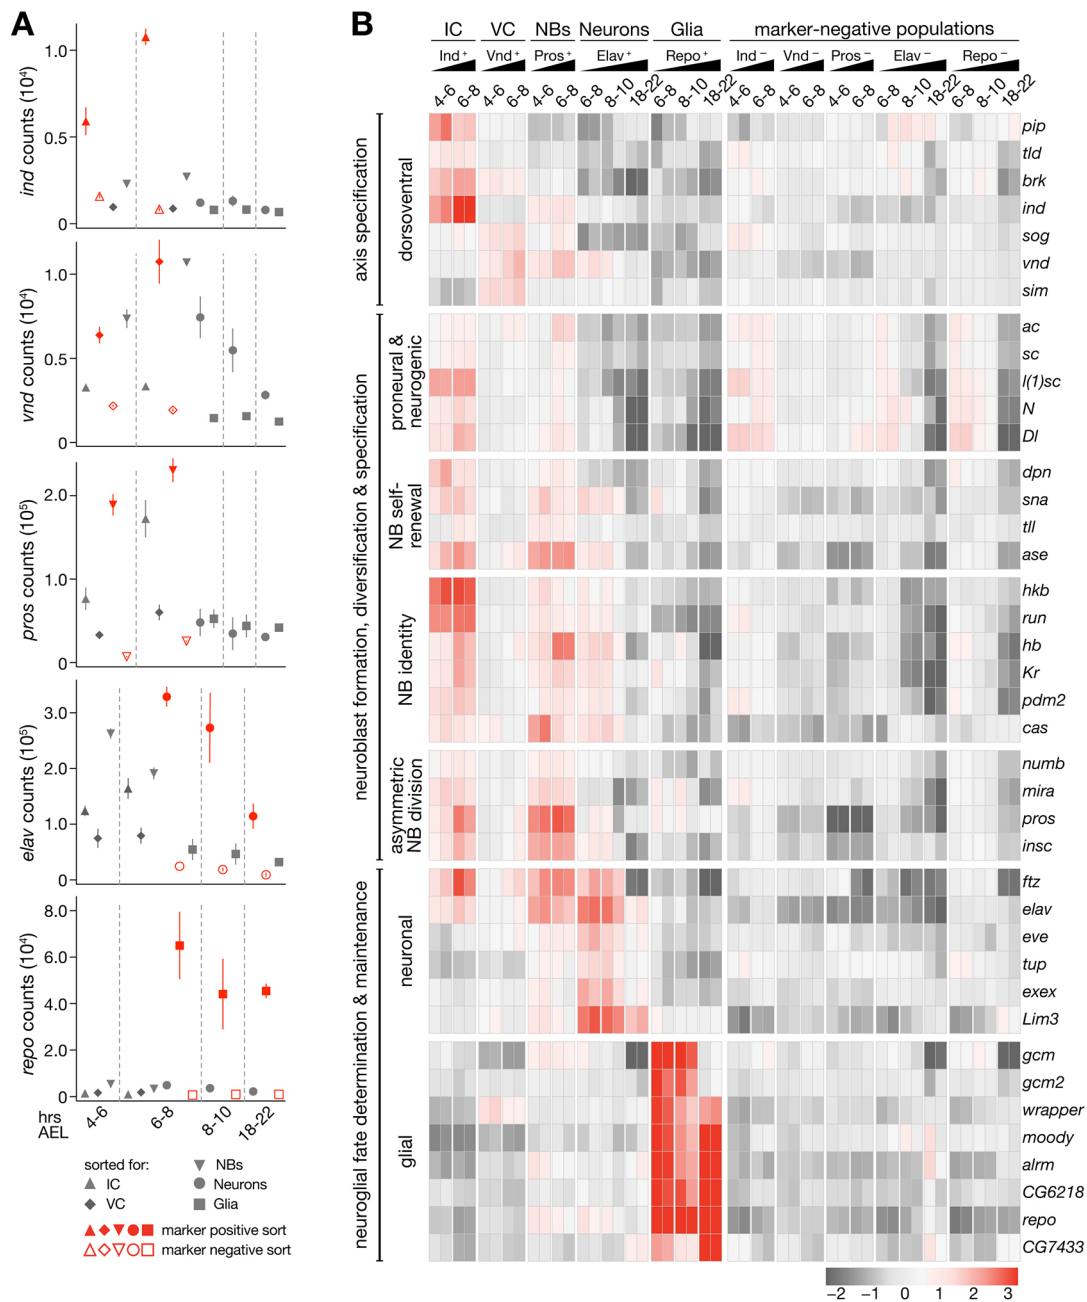 A
ind counts (10⁴)
1.0
0.5
0
vnd counts (10⁴)
1.0
0.5
0
pros counts (10⁵)
2.0
1.0
0
elav counts (10⁵)
3.0
2.0
1.0
0
repo counts (10⁴)
8.0
6.0
4.0
2.0
0
hrs
AEL
4-6
6-8
8-10
18-22
sorted for:
IC
VC
NBs
Neurons
Glia
marker positive sort
marker negative sort
B
IC VC NBs Neurons Glia marker-negative populations
Ind⁺ Vnd⁺ Pros⁺ Elav⁺ Repo⁺ Ind⁻ Vnd⁻ Pros⁻ Elav⁻ Repo⁻
4-6 6-8 4-6 6-8 4-6 6-8 6-8 8-10 18-22 6-8 8-10 18-22 4-6 6-8 4-6 6-8 4-6 6-8 6-8 8-10 18-22 6-8 8-10 18-22
axis specification
dorsoventral
pip
tld
brk
ind
sog
vnd
sim
neuroblast formation, diversification & specification
proneural &
neurogenic
ac
sc
l(1)sc
N
Dl
NB self-
renewal
dpn
sna
tll
ase
NB identity
hkb
run
hb
Kr
pdm2
cas
asymmetric
NB division
numb
mira
pros
insc
neuroglial fate determination & maintenance
neuronal
ftz
elav
eve
tup
exex
Lim3
glial
gcm
gcm2
wrapper
moody
alrm
CG6218
repo
CG7433
−2 −1 0 1 2 3